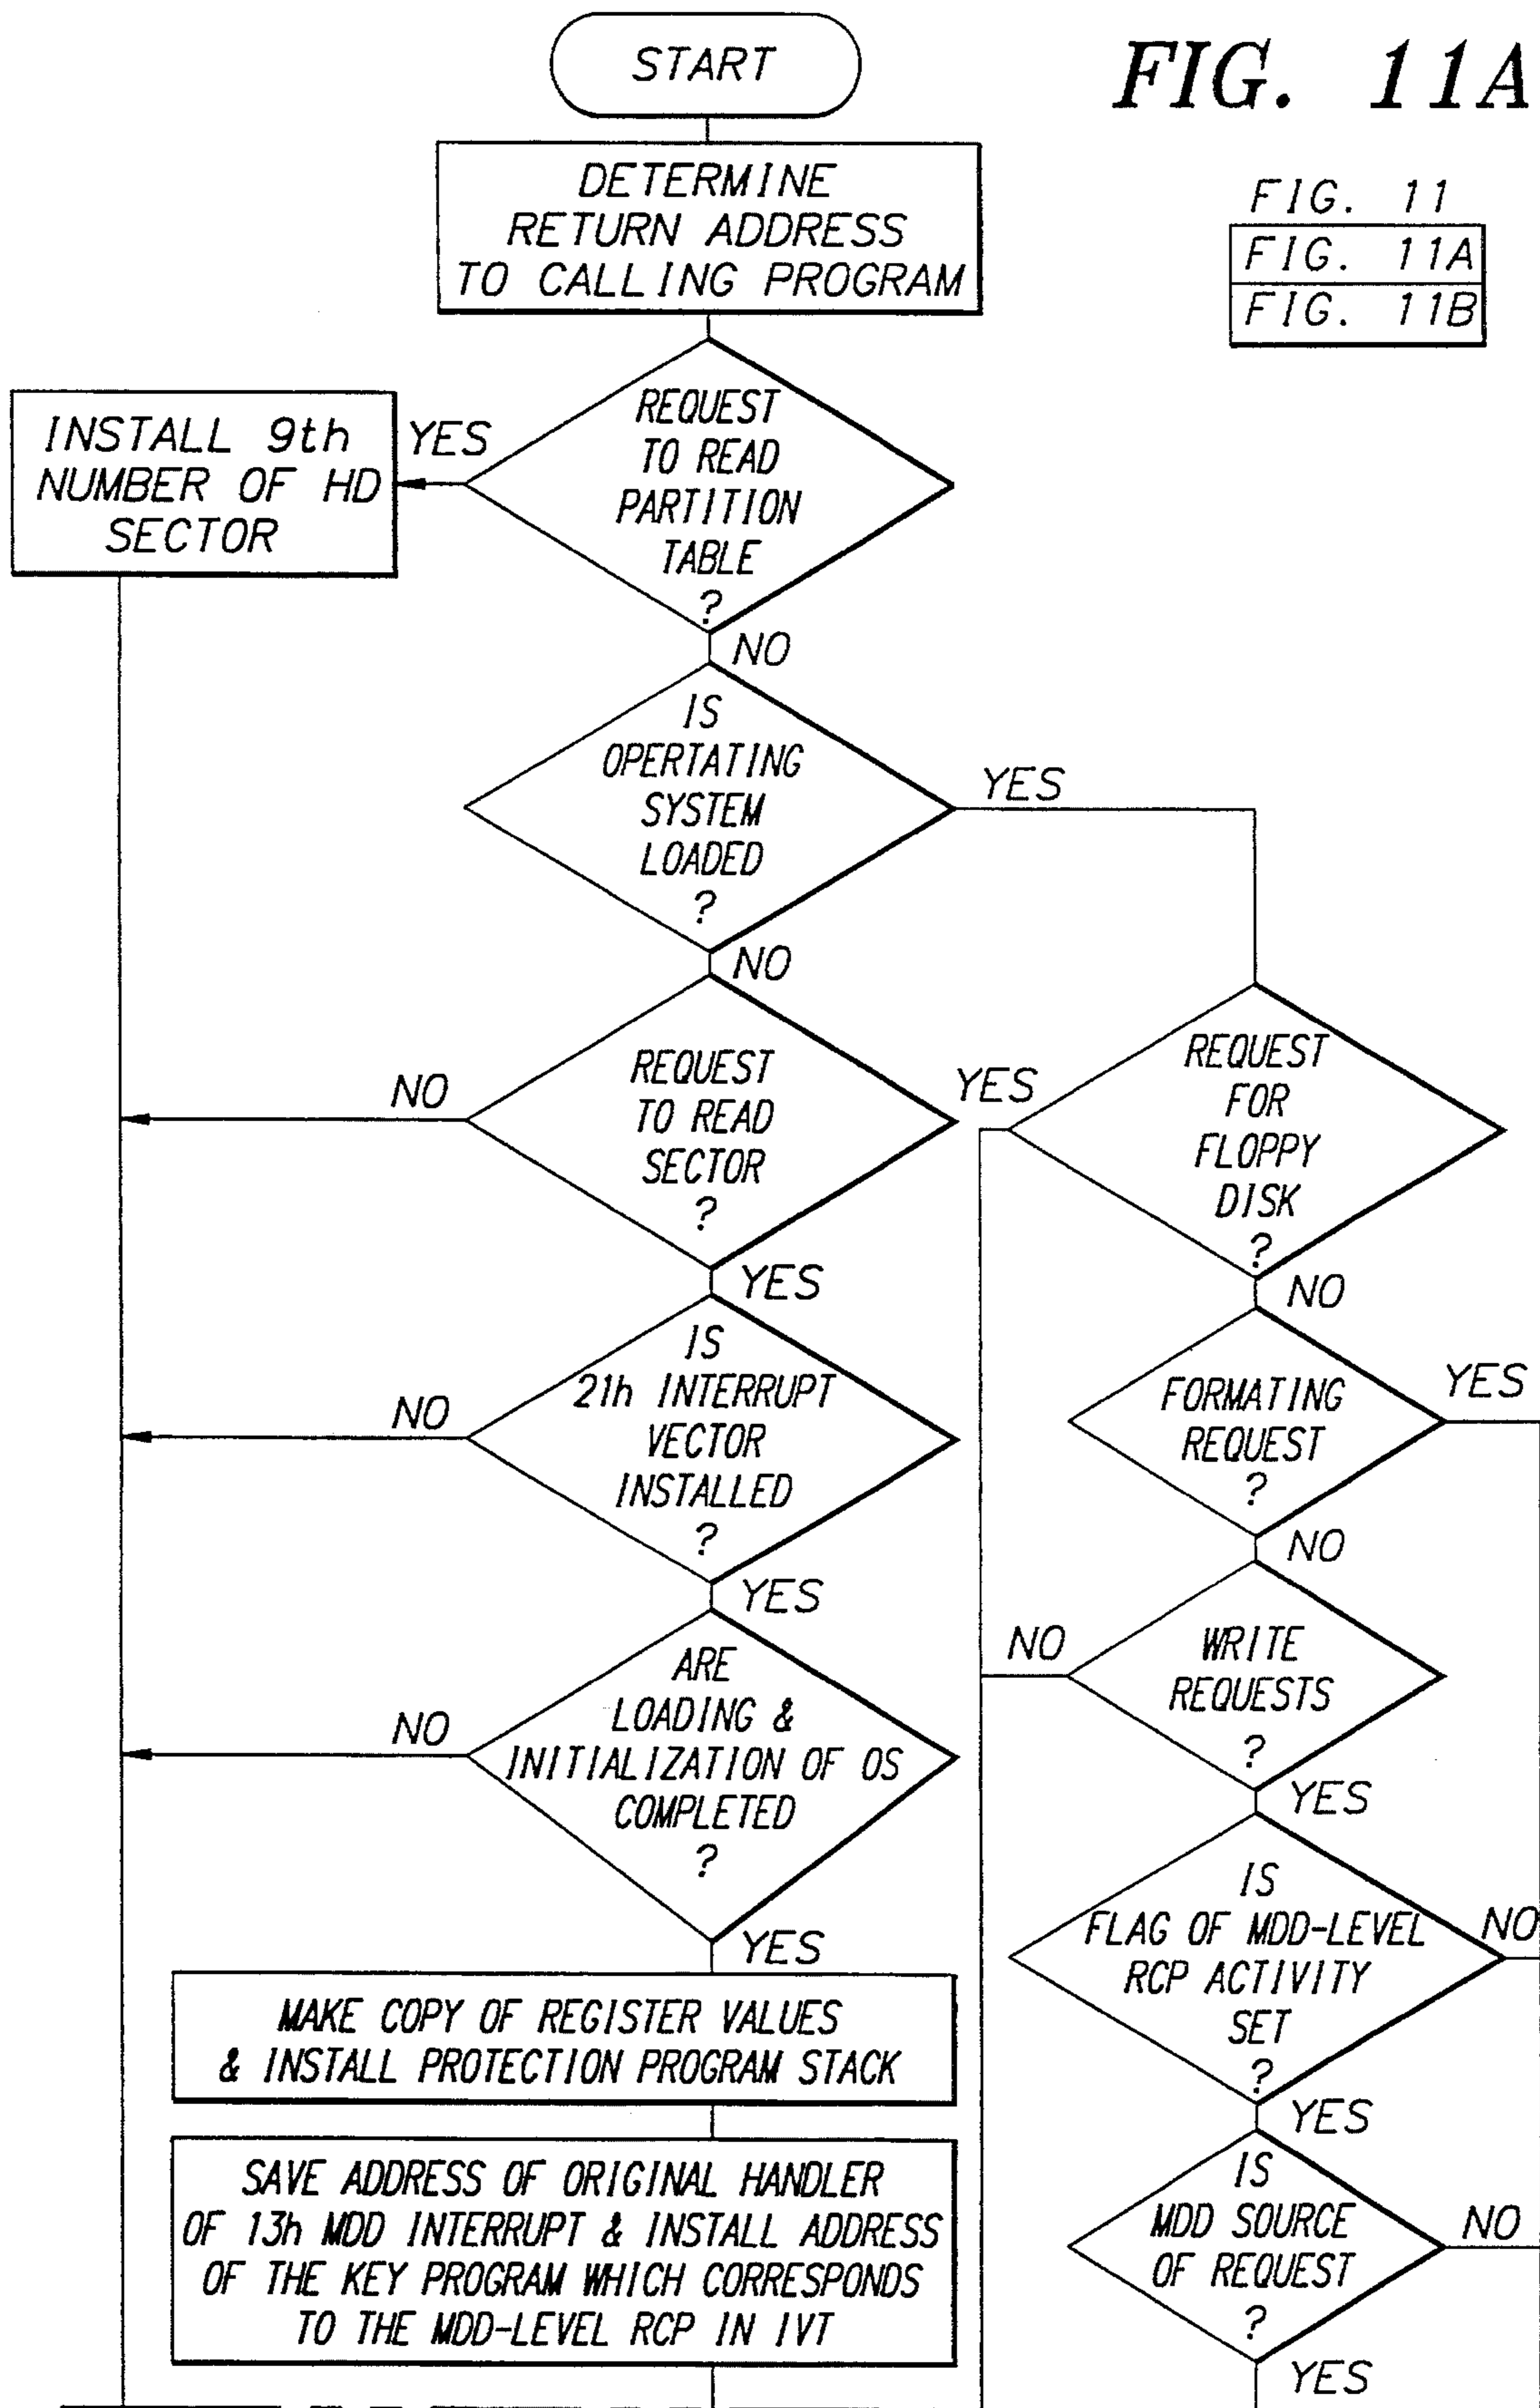 START
FIG. 11A
DETERMINE
RETURN ADDRESS
TO CALLING PROGRAM
FIG. 11
FIG. 11A
FIG. 11B
REQUEST
TO READ
PARTITION
TABLE
?
YES
INSTALL 9th
NUMBER OF HD
SECTOR
NO
IS
OPERTATING
SYSTEM
LOADED
?
YES
NO
REQUEST
TO READ
SECTOR
?
NO
YES
REQUEST
FOR
FLOPPY
DISK
?
YES
NO
IS
21h INTERRUPT
VECTOR
INSTALLED
?
NO
YES
FORMATING
REQUEST
?
YES
NO
ARE
LOADING &
INITIALIZATION OF OS
COMPLETED
?
NO
YES
WRITE
REQUESTS
?
NO
YES
IS
FLAG OF MDD-LEVEL
RCP ACTIVITY
SET
?
NO
YES
MAKE COPY OF REGISTER VALUES
& INSTALL PROTECTION PROGRAM STACK
SAVE ADDRESS OF ORIGINAL HANDLER
OF 13h MDD INTERRUPT & INSTALL ADDRESS
OF THE KEY PROGRAM WHICH CORRESPONDS
TO THE MDD-LEVEL RCP IN IVT
IS
MDD SOURCE
OF REQUEST
?
NO
YES